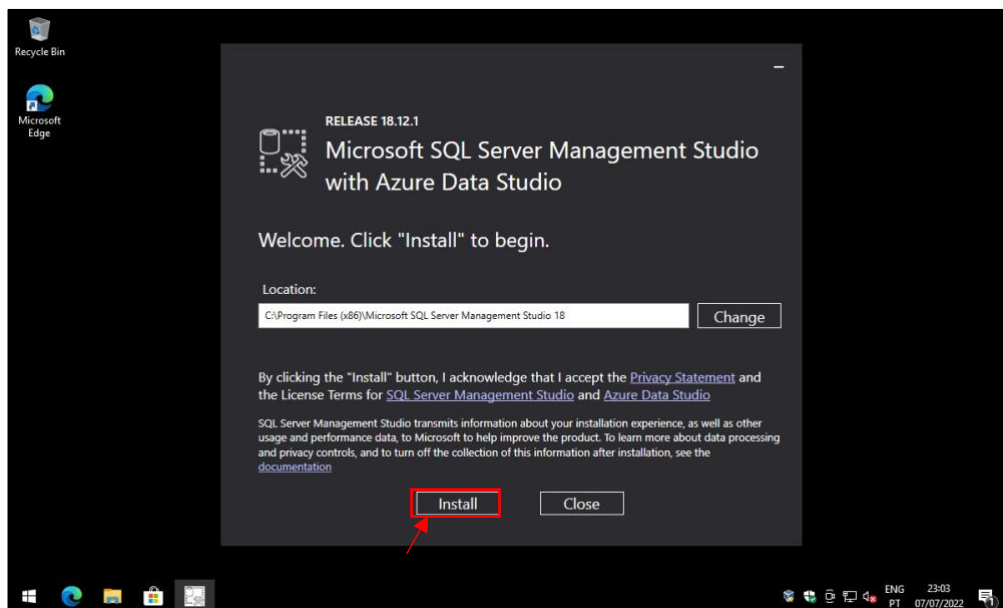 Recycle Bin
Microsoft
Edge
RELEASE 18.12.1
Microsoft SQL Server Management Studio
with Azure Data Studio
Welcome. Click "Install" to begin.
Location:
C:\Program Files (x86)\Microsoft SQL Server Management Studio 18
Change
By clicking the "Install" button, I acknowledge that I accept the Privacy Statement and
the License Terms for SQL Server Management Studio and Azure Data Studio
SQL Server Management Studio transmits information about your installation experience, as well as other
usage and performance data, to Microsoft to help improve the product. To learn more about data processing
and privacy controls, and to turn off the collection of this information after installation, see the
documentation
Install
Close
ENG
PT
23:03
07/07/2022
1